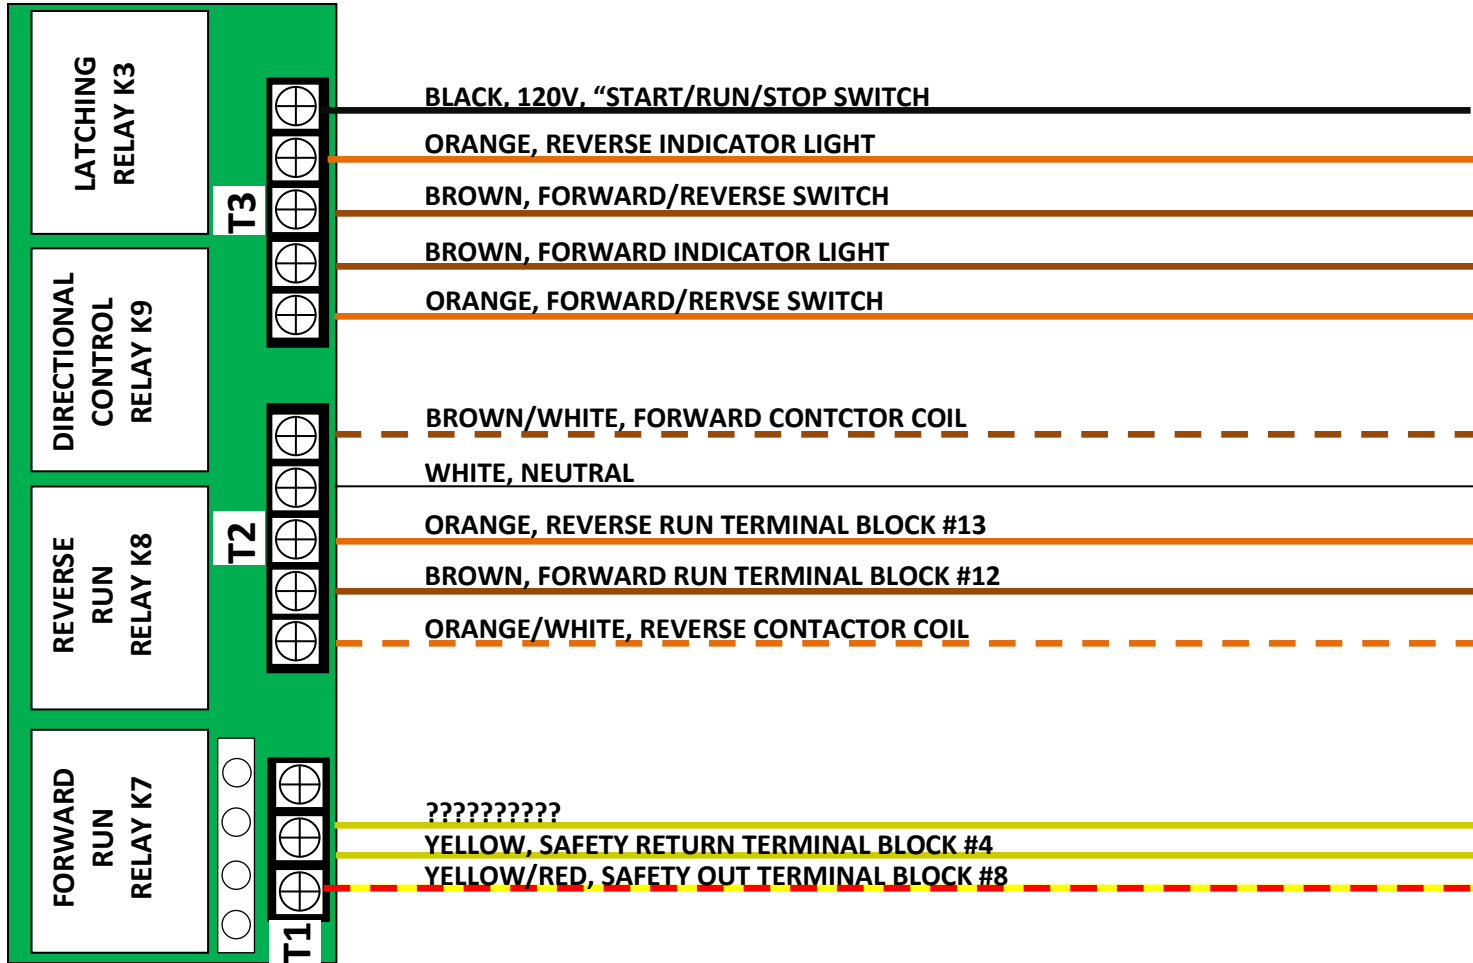 LATCHING
RELAY K3
DIRECTIONAL
CONTROL
RELAY K9
REVERSE
RUN
RELAY K8
FORWARD
RUN
RELAY K7
T3
BLACK, 120V, “START/RUN/STOP SWITCH
ORANGE, REVERSE INDICATOR LIGHT
BROWN, FORWARD/REVERSE SWITCH
BROWN, FORWARD INDICATOR LIGHT
ORANGE, FORWARD/RERVSE SWITCH
T2
BROWN/WHITE, FORWARD CONTCTOR COIL
WHITE, NEUTRAL
ORANGE, REVERSE RUN TERMINAL BLOCK #13
BROWN, FORWARD RUN TERMINAL BLOCK #12
ORANGE/WHITE, REVERSE CONTACTOR COIL
T1
??????????
YELLOW, SAFETY RETURN TERMINAL BLOCK #4
YELLOW/RED, SAFETY OUT TERMINAL BLOCK #8